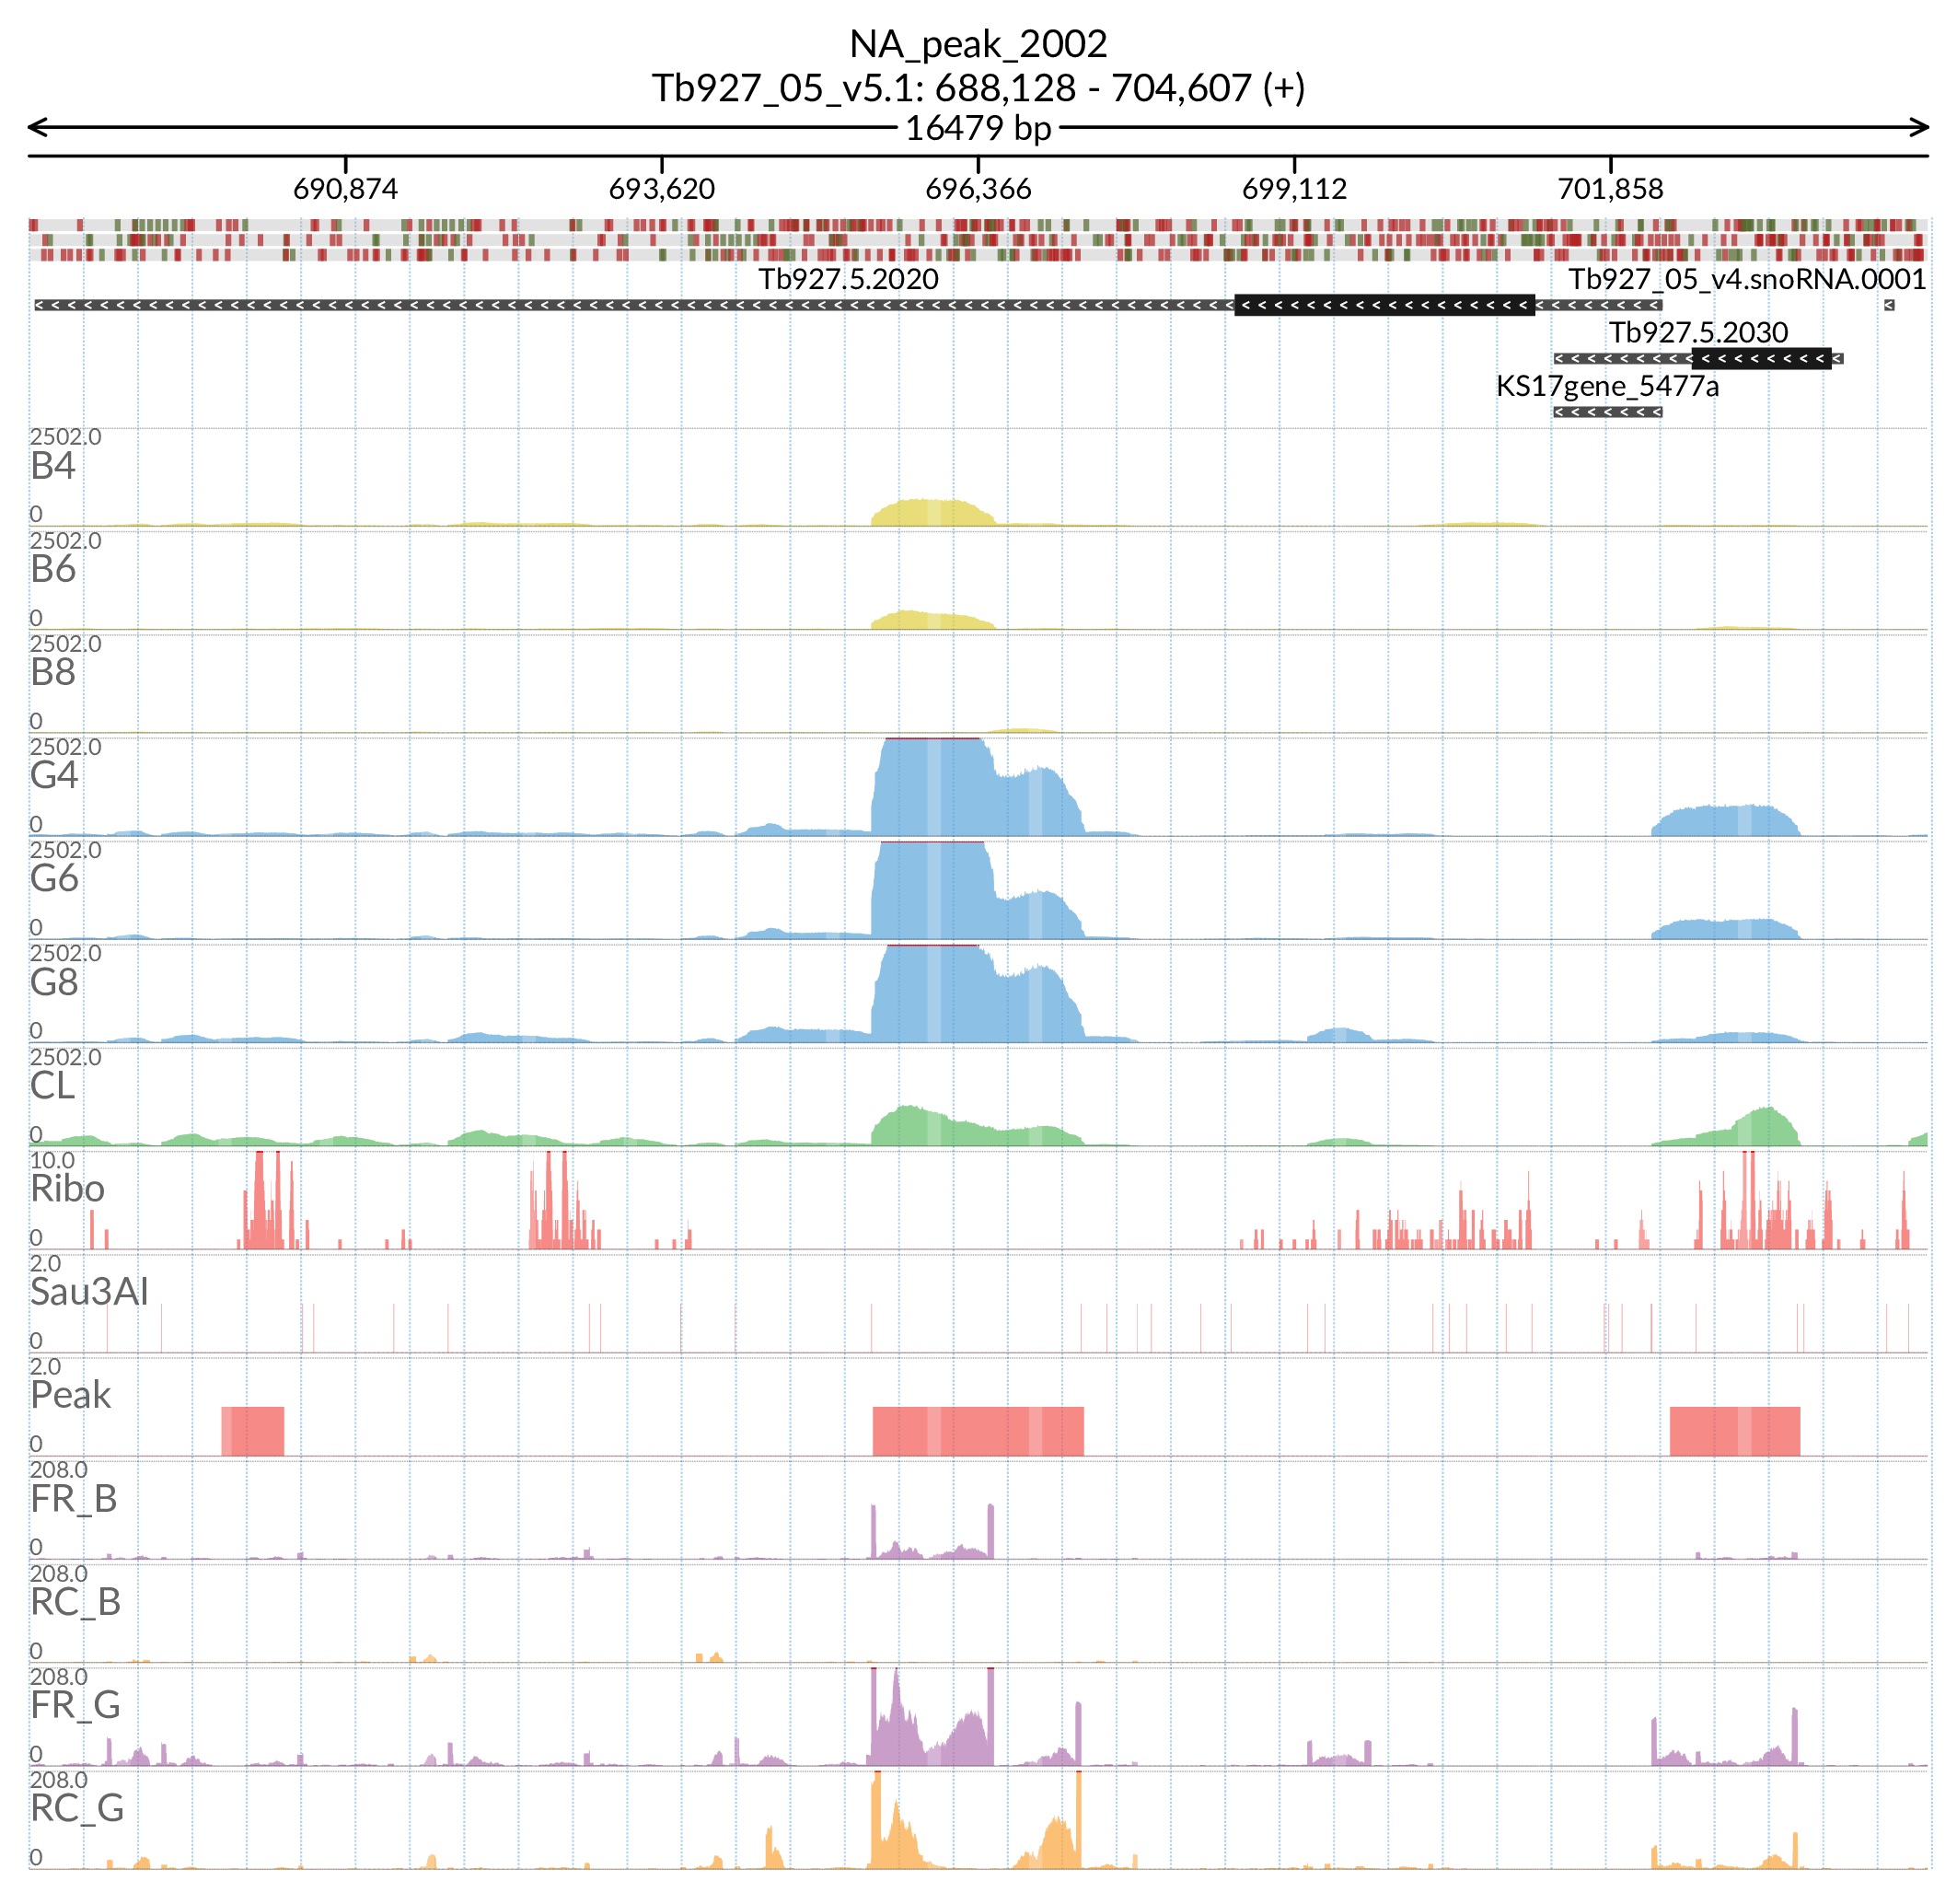 NA_peak_2002
Tb927_05_v5.1: 688,128 - 704,607 (+)
16479 bp
690,874 693,620 696,366 699,112 701,858
Tb927.5.2020 Tb927_05_v4.snoRNA.0001
Tb927.5.2030
KS17gene_5477a
2502.0
B4
0
2502.0
B6
0
2502.0
B8
0
2502.0
G4
0
2502.0
G6
0
2502.0
G8
0
2502.0
CL
0
10.0
Ribo
0
2.0
Sau3AI
0
2.0
Peak
0
208.0
FR_B
0
208.0
RC_B
0
208.0
FR_G
0
208.0
RC_G
0